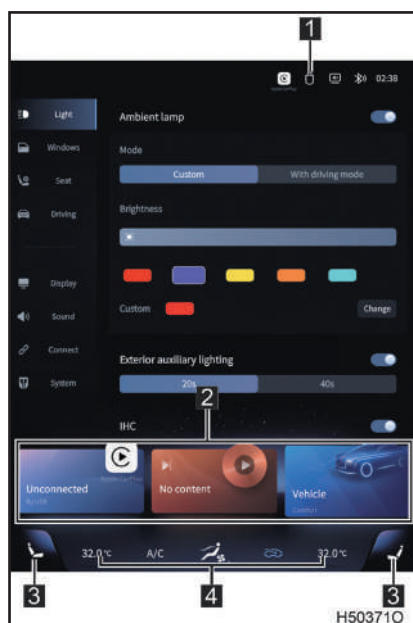 1
02:38
Light
Ambient lamp
Windows
Mode
Custom
With driving mode
Seat
Driving
Brightness
Display
Custom
Change
Sound
Connect
Exterior auxiliary lighting
System
20s
40s
2
IHC
Unconnected
No content
Vehicle
Comfort
32.0°C
A/C
32.0°C
3
4
3
H50371O